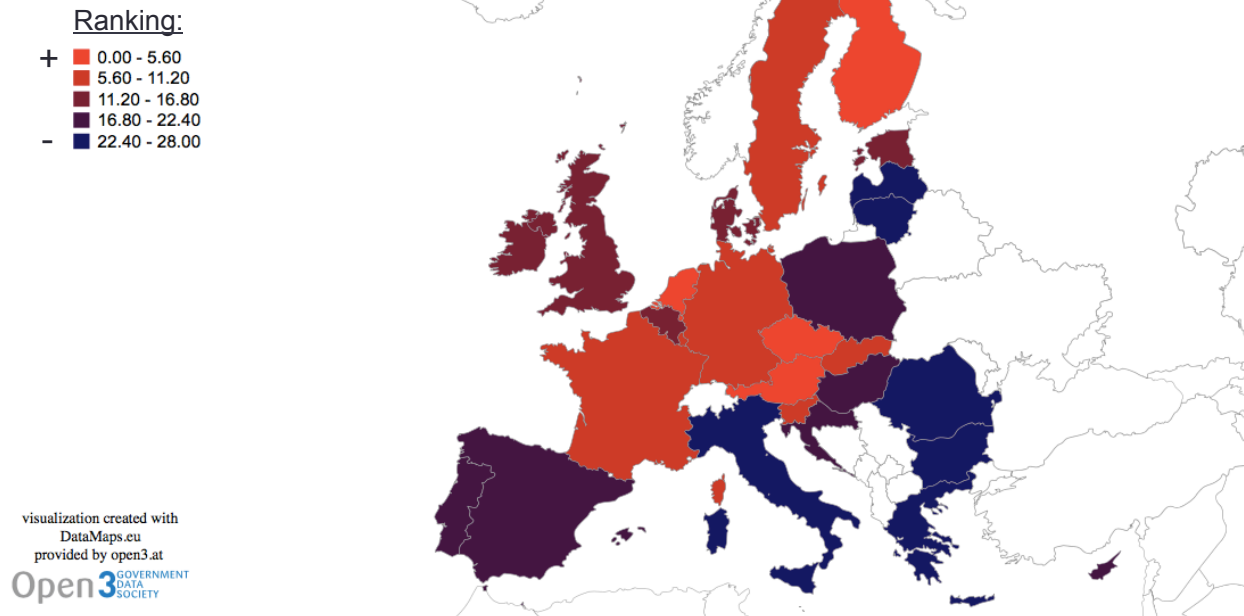 Ranking:
+ 0.00 - 5.60
5.60 - 11.20
11.20 - 16.80
16.80 - 22.40
- 22.40 - 28.00
visualization created with
DataMaps.eu
provided by open3.at
Open3 GOVERNMENT
DATA
SOCIETY